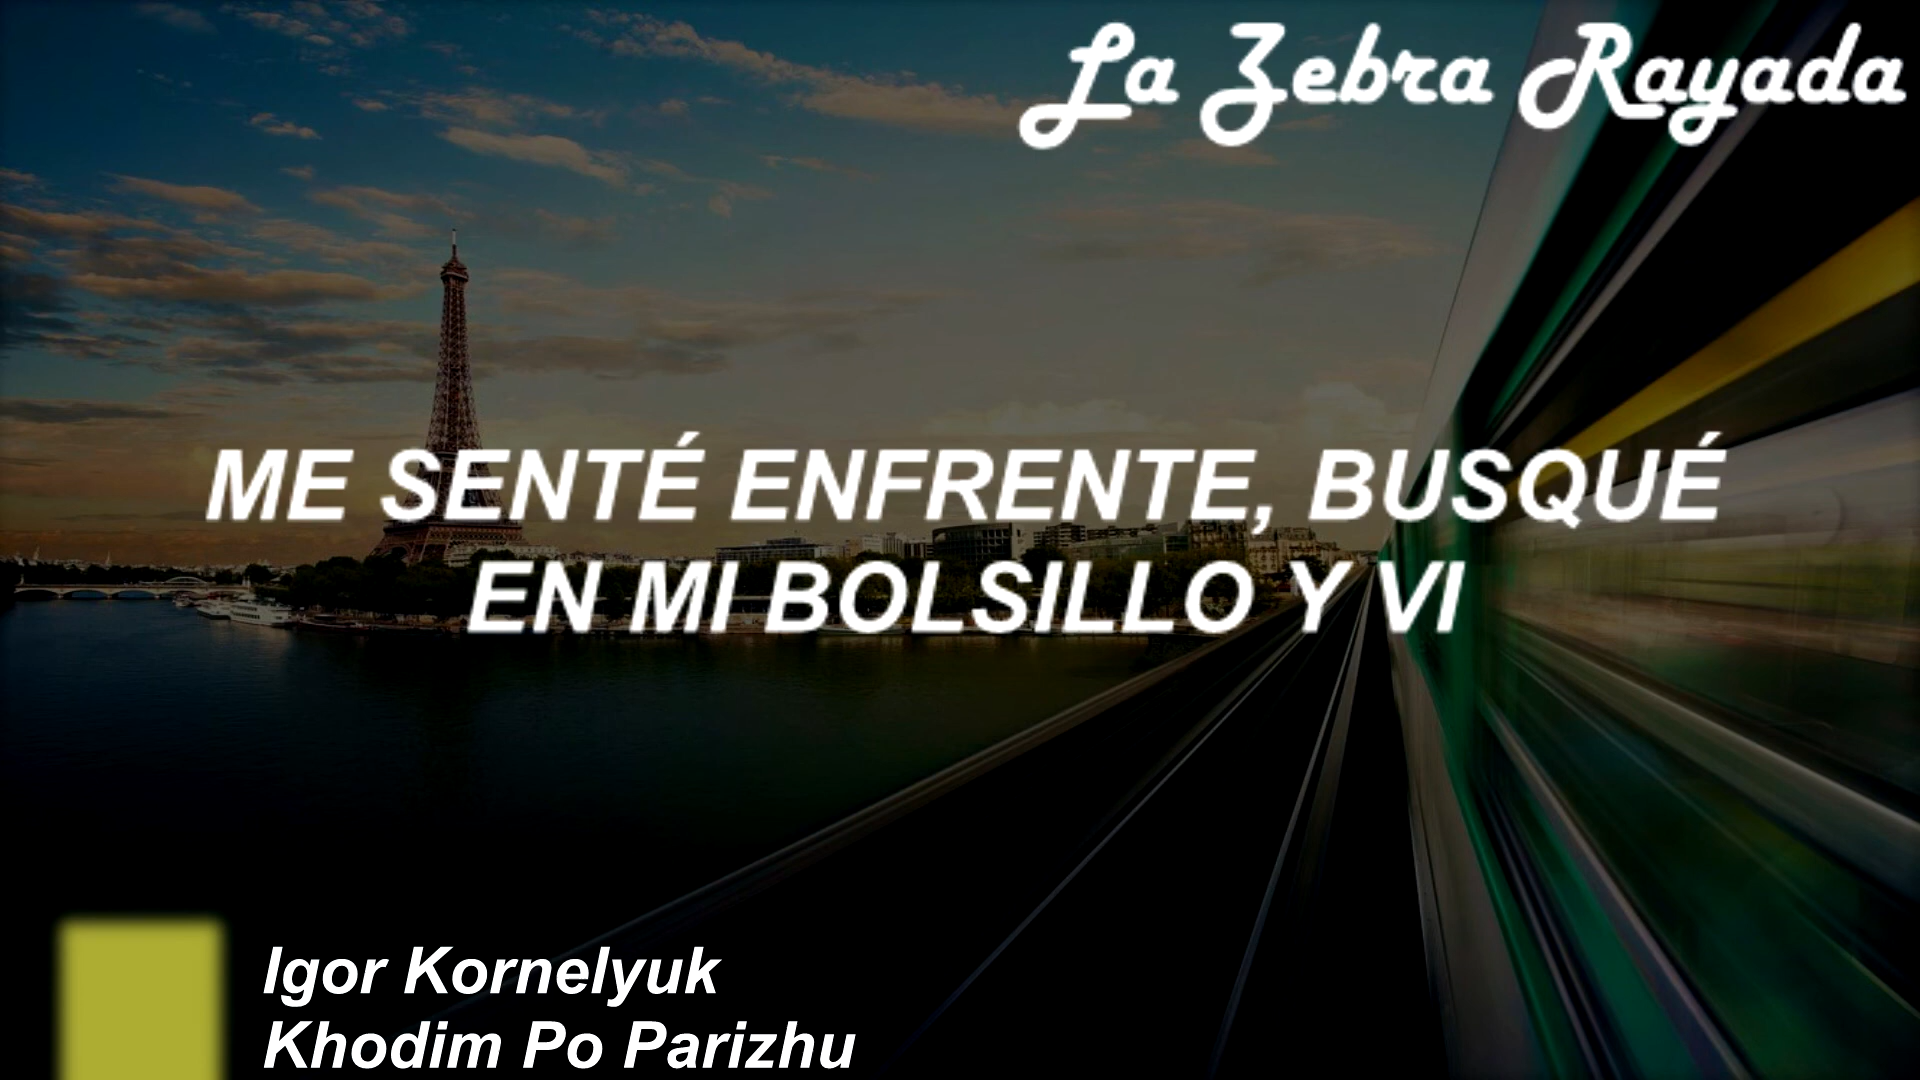 La Zebra Rayada
ME SENTÉ ENFRENTE, BUSQUÉ
EN MI BOLSILLO Y VI
Igor Kornelyuk
Khodim Po Parizhu